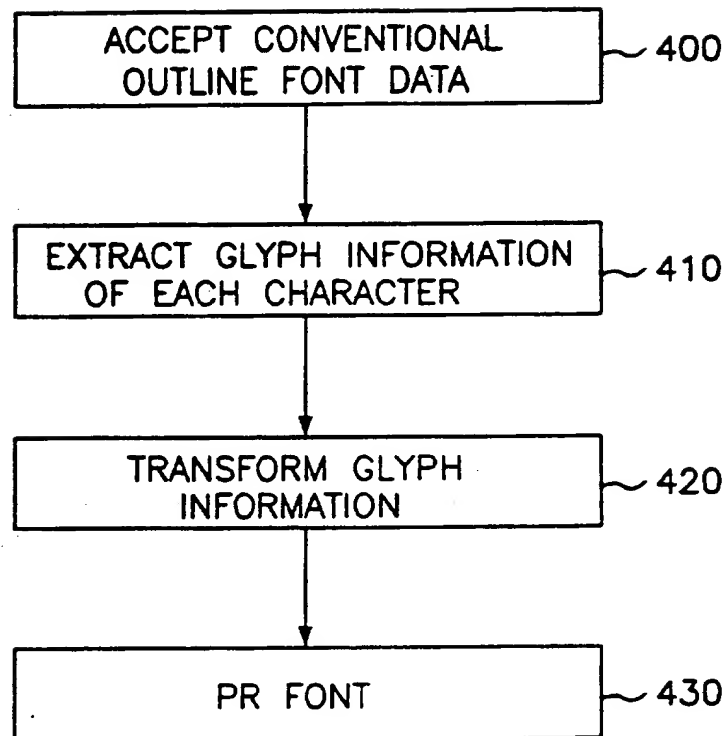 ACCEPT CONVENTIONAL
OUTLINE FONT DATA
400
EXTRACT GLYPH INFORMATION
OF EACH CHARACTER
410
TRANSFORM GLYPH
INFORMATION
420
PR FONT
430